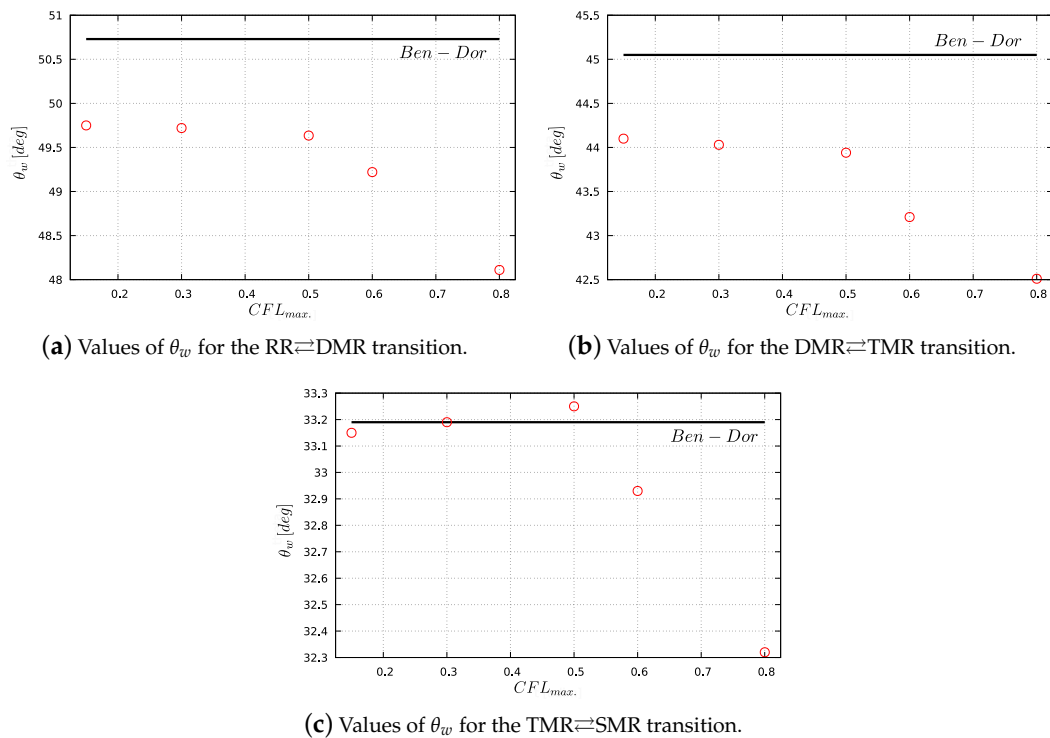 51
50.5
50
49.5
49
48.5
48
θw [deg]
Ben − Dor
0.2 0.3 0.4 0.5 0.6 0.7 0.8
CFLmax.
(a) Values of θw for the RR⇄DMR transition.
45.5
45
44.5
44
43.5
43
42.5
θw [deg]
Ben − Dor
0.2 0.3 0.4 0.5 0.6 0.7 0.8
CFLmax.
(b) Values of θw for the DMR⇄TMR transition.
33.3
33.2
33.1
33
32.9
32.8
32.7
32.6
32.5
32.4
32.3
θw [deg]
Ben − Dor
0.2 0.3 0.4 0.5 0.6 0.7 0.8
CFLmax.
(c) Values of θw for the TMR⇄SMR transition.